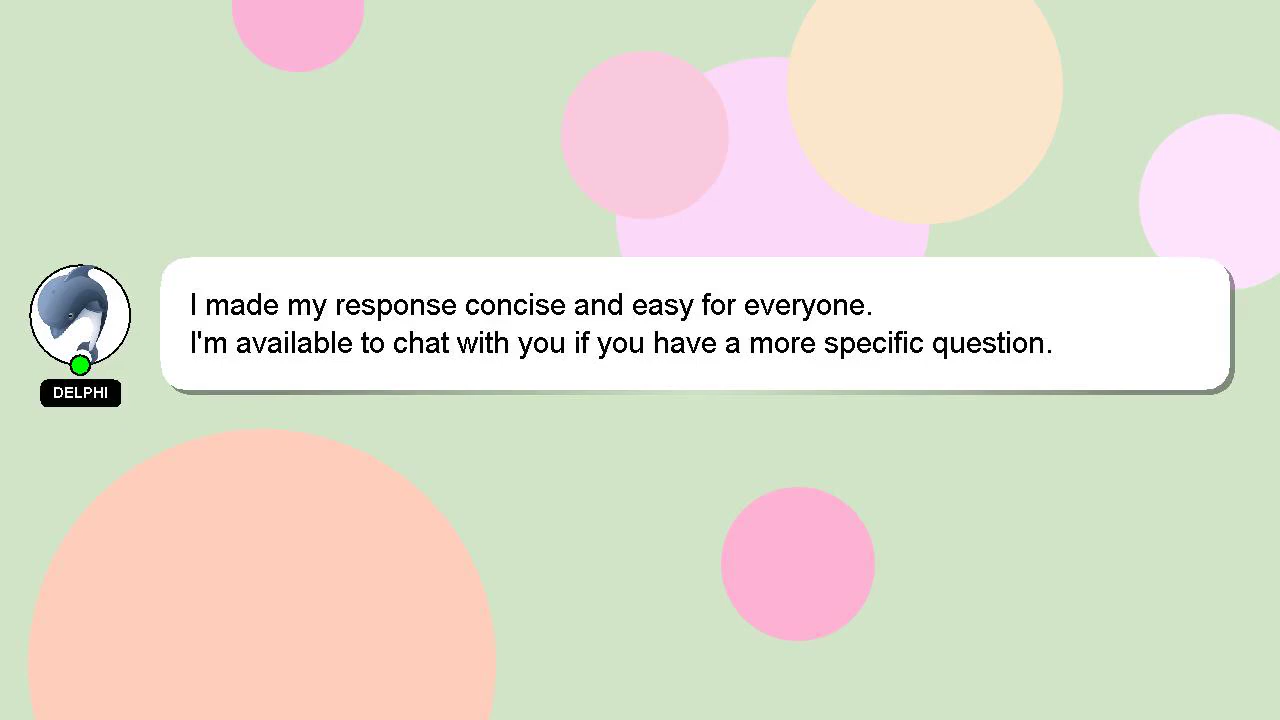 I made my response concise and easy for everyone.
I'm available to chat with you if you have a more specific question.
DELPHI